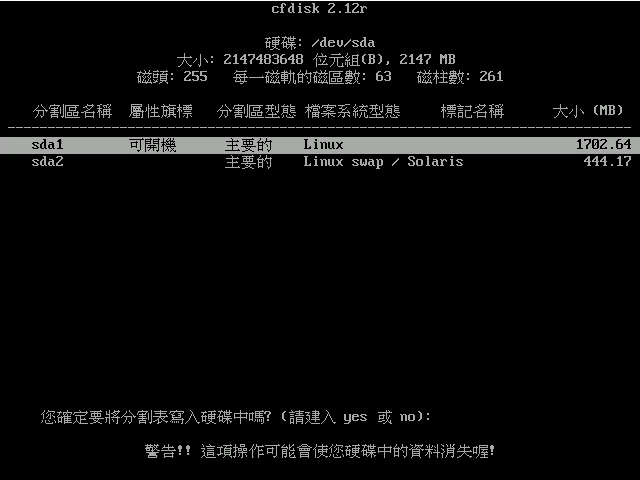 cfdisk 2.12r
硬碟: /dev/sda
大小: 2147483648 位元組(B), 2147 MB
磁頭: 255 每一磁軌的磁區數: 63 磁柱數: 261
分割區名稱 屬性旗標 分割區型態 檔案系統型態 標記名稱 大小 (MB)
sda1 可開機 主要的 Linux 1702.64
sda2 主要的 Linux swap / Solaris 444.17
您確定要將分割表寫入硬碟中嗎? (請建入 yes 或 no):
警告!! 這項操作可能會使您硬碟中的資料消失喔!